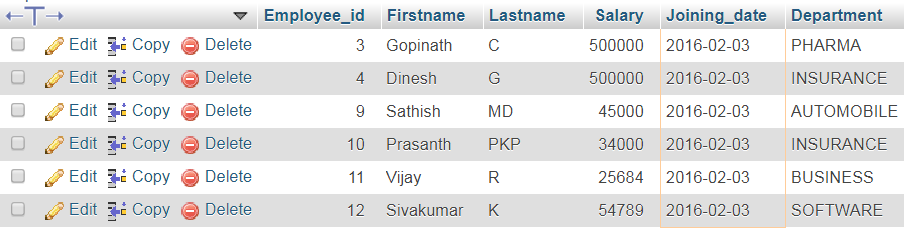 Employee_id Firstname Lastname Salary Joining_date Department
Edit Copy Delete 3 Gopinath C 500000 2016-02-03 PHARMA
Edit Copy Delete 4 Dinesh G 500000 2016-02-03 INSURANCE
Edit Copy Delete 9 Sathish MD 45000 2016-02-03 AUTOMOBILE
Edit Copy Delete 10 Prasanth PKP 34000 2016-02-03 INSURANCE
Edit Copy Delete 11 Vijay R 25684 2016-02-03 BUSINESS
Edit Copy Delete 12 Sivakumar K 54789 2016-02-03 SOFTWARE